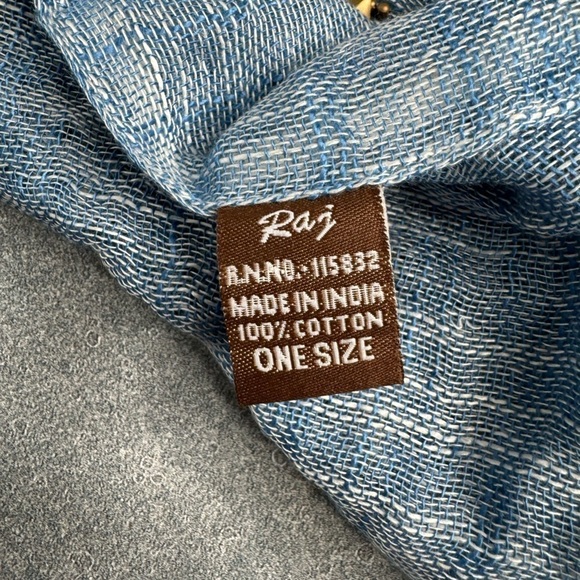 Raj
R.N.NO. 115832
MADE IN INDIA
100% COTTON
ONE SIZE